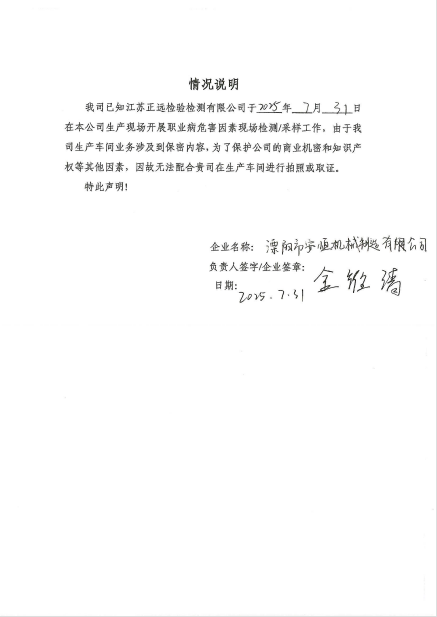 情况说明
我司已知江苏正远检验检测有限公司于2025年7月31日
在本公司生产现场开展职业病危害因素现场检测/采样工作，由于我
司生产车间业务涉及到保密内容，为了保护公司的商业机密和知识产
权等其他因素，因故无法配合贵司在生产车间进行拍照或取证。
特此声明！
企业名称：溧阳市安恒机械制造有限公司
负责人签字/企业签章：金
日期：2025.7.31